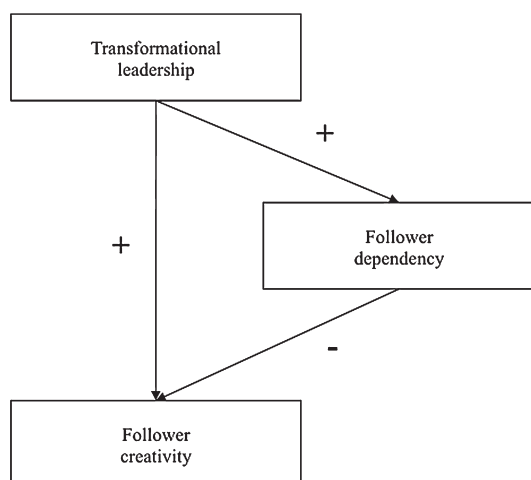 Transformational
leadership
+
+
Follower
dependency
-
Follower
creativity